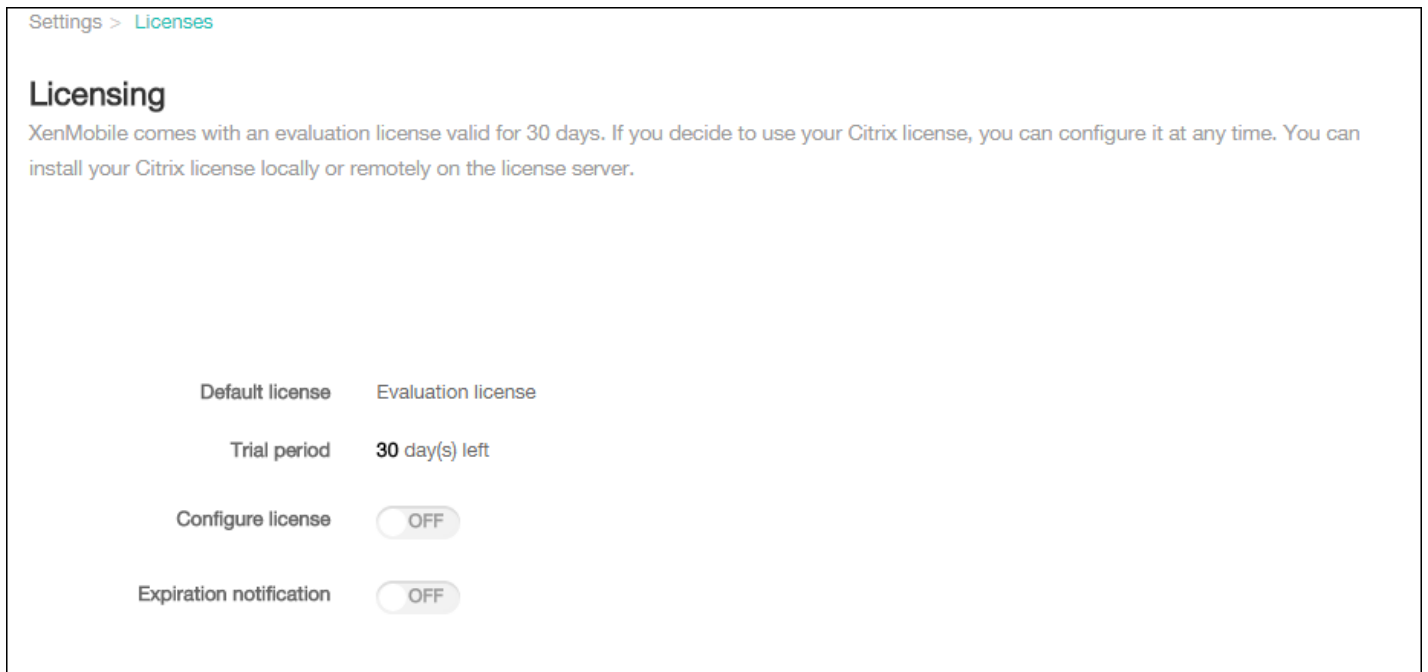 Settings > Licenses
Licensing
XenMobile comes with an evaluation license valid for 30 days. If you decide to use your Citrix license, you can configure it at any time. You can
install your Citrix license locally or remotely on the license server.
Default license Evaluation license
Trial period 30 day(s) left
Configure license OFF
Expiration notification OFF